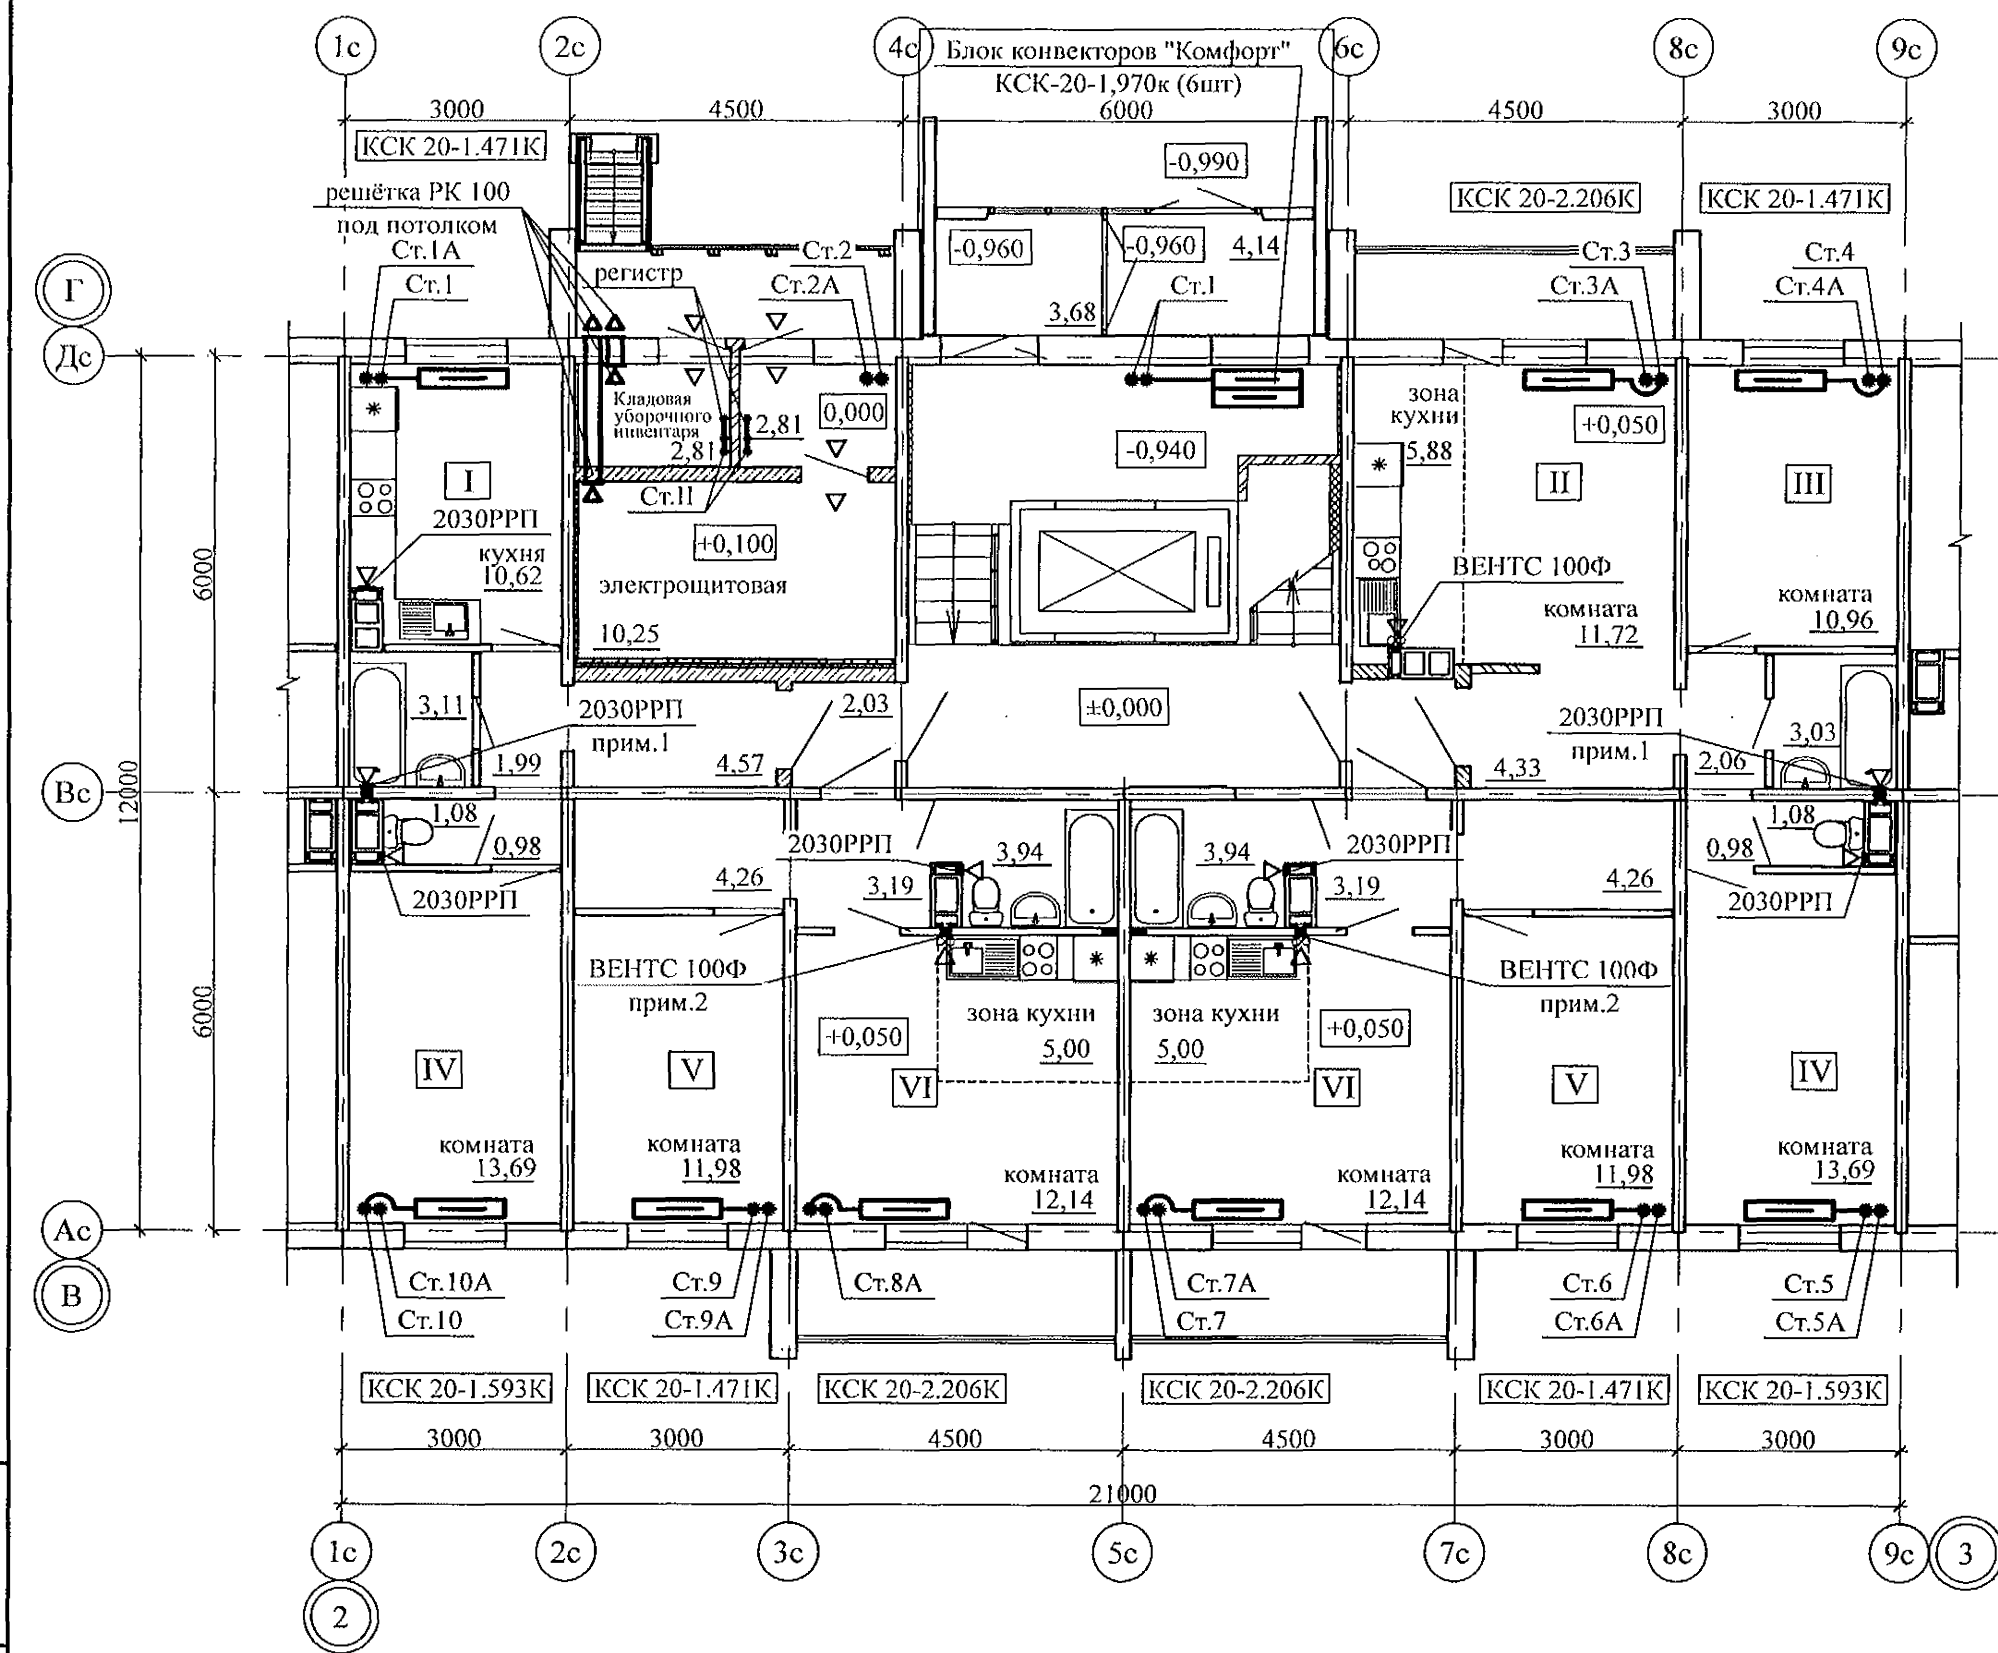 1с 2с 4с 6с 8с 9с
Блок конвекторов "Комфорт"
КСК-20-1,970к (6шт)
3000 4500 6000 4500 3000
КСК 20-1.471К
-0,990
решётка РК 100
под потолком
КСК 20-2.206К КСК 20-1.471К
Ст.1А
Ст.1
регистр
Ст.2
Ст.2А
-0,960 -0,960 4,14
Ст.1
3,68
Ст.3
Ст.3А
Ст.4
Ст.4А
Г
Дс
Кладовая
уборочного
инвентаря
2,81
2,81
0,000
-0,940
зона
кухни
5,88
+0,050
I
Ст.11
II
III
2030РРП
кухня
10,62
+0,100
электрощитовая
10,25
ВЕНТС 100Ф
комната
11,72
комната
10,96
6000
3,11
2030РРП
прим.1
2,03
±0,000
2030РРП
прим.1
3,03
1,99
4,57
4,33
2,06
Вс
12000
1,08
0,98
2030РРП
2030РРП
3,94
3,94
2030РРП
1,08
0,98
4,26
3,19
3,19
4,26
2030РРП
ВЕНТС 100Ф
прим.2
ВЕНТС 100Ф
прим.2
6000
зона кухни
5,00
зона кухни
5,00
+0,050
+0,050
IV V VI VI V IV
комната
13,69
комната
11,98
комната
12,14
комната
12,14
комната
11,98
комната
13,69
Ас
В
Ст.10А
Ст.10
Ст.9
Ст.9А
Ст.8А
Ст.7А
Ст.7
Ст.6
Ст.6А
Ст.5
Ст.5А
КСК 20-1.593К КСК 20-1.471К КСК 20-2.206К КСК 20-2.206К КСК 20-1.471К КСК 20-1.593К
3000 3000 4500 4500 3000 3000
21000
1с 2с 3с 5с 7с 8с 9с 3
2